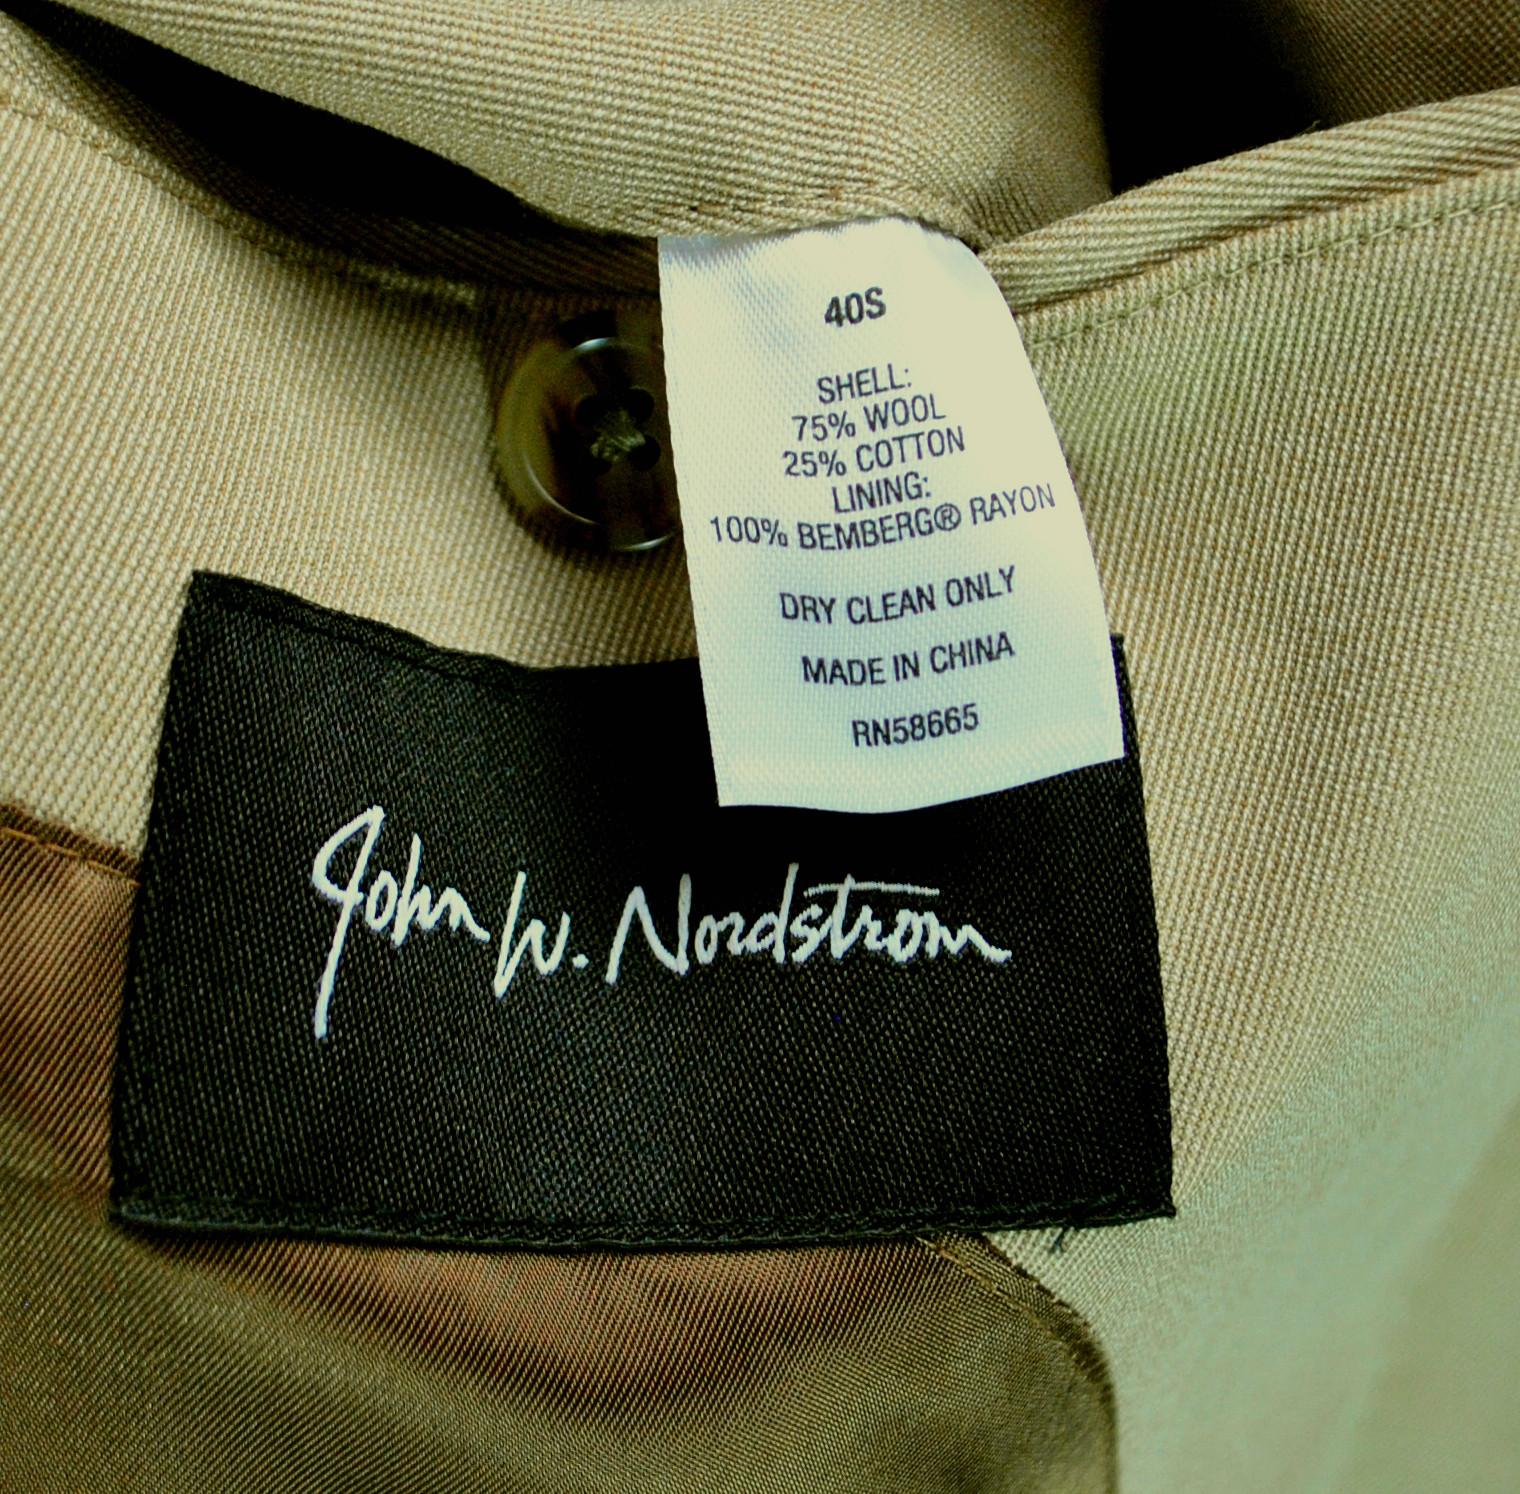 40S
SHELL:
75% WOOL
25% COTTON
LINING:
100% BEMBERG® RAYON
DRY CLEAN ONLY
MADE IN CHINA
RN58665
John W. Nordstrom